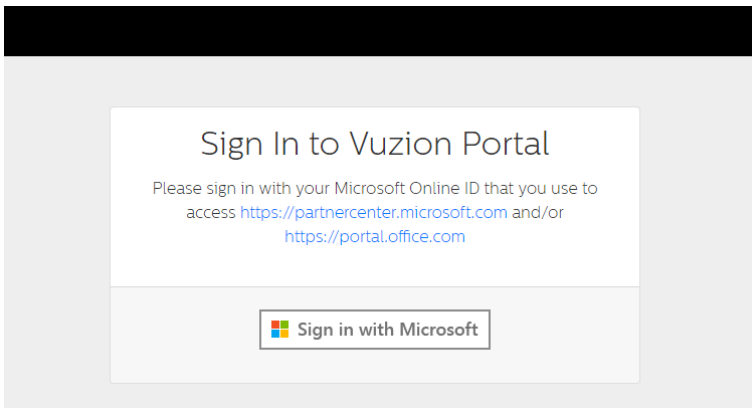 Sign In to Vuzion Portal
Please sign in with your Microsoft Online ID that you use to
access https://partnercenter.microsoft.com and/or
https://portal.office.com
Sign in with Microsoft